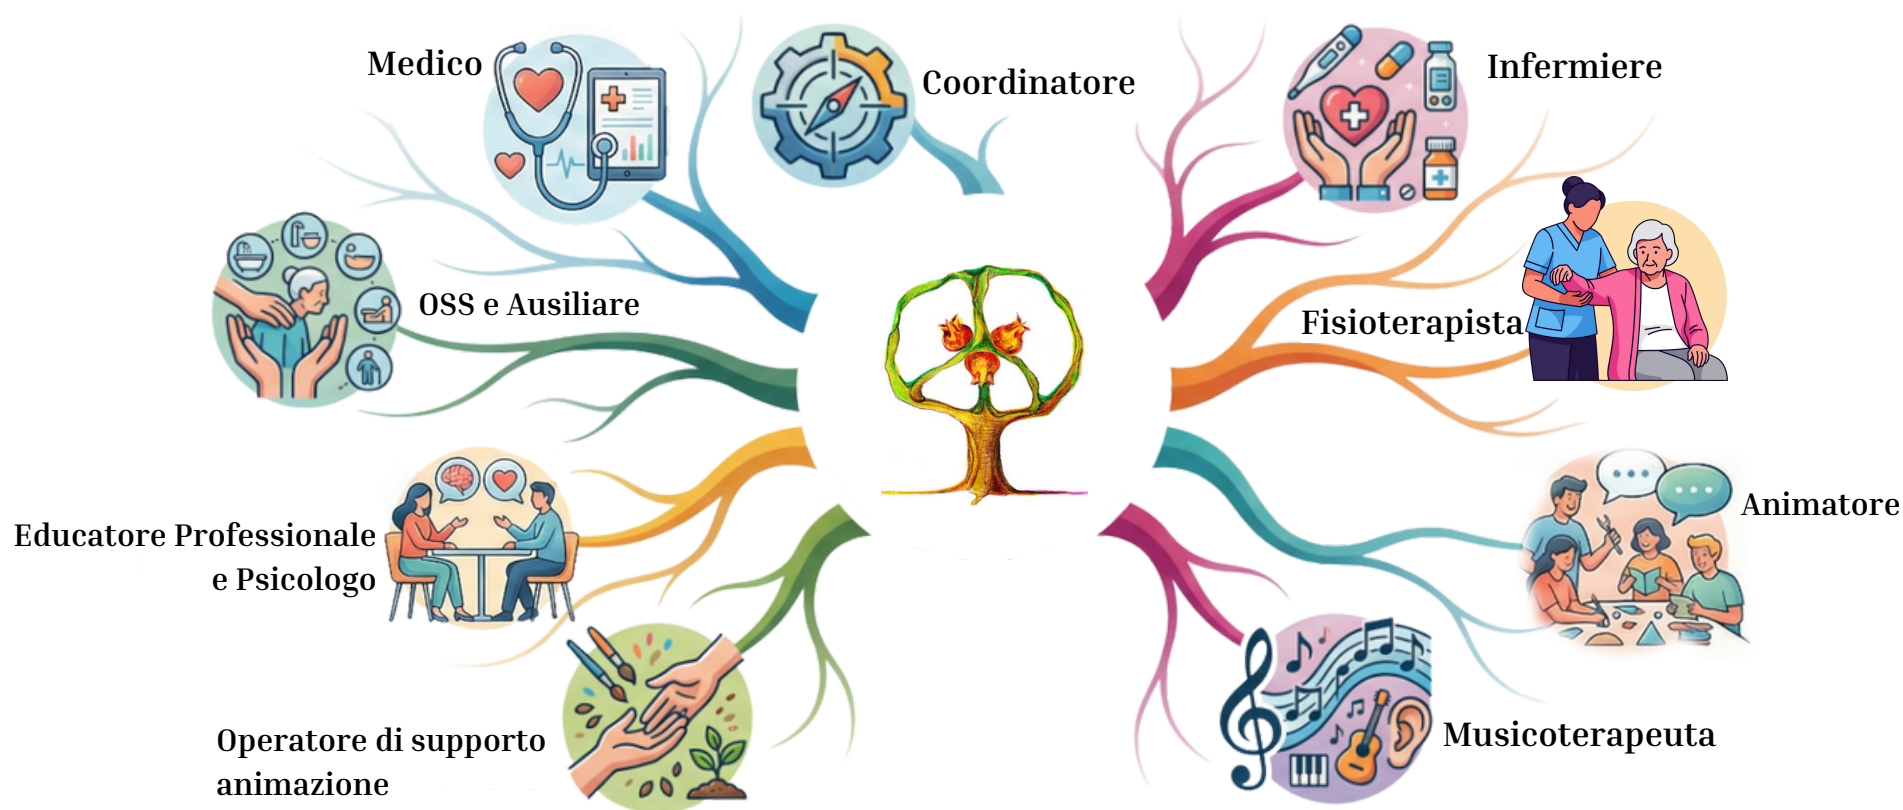 Medico
Coordinatore
Infermiere
OSS e Ausiliare
Fisioterapista
Educatore Professionale
e Psicologo
Animatore
Operatore di supporto
animazione
Musicoterapeuta